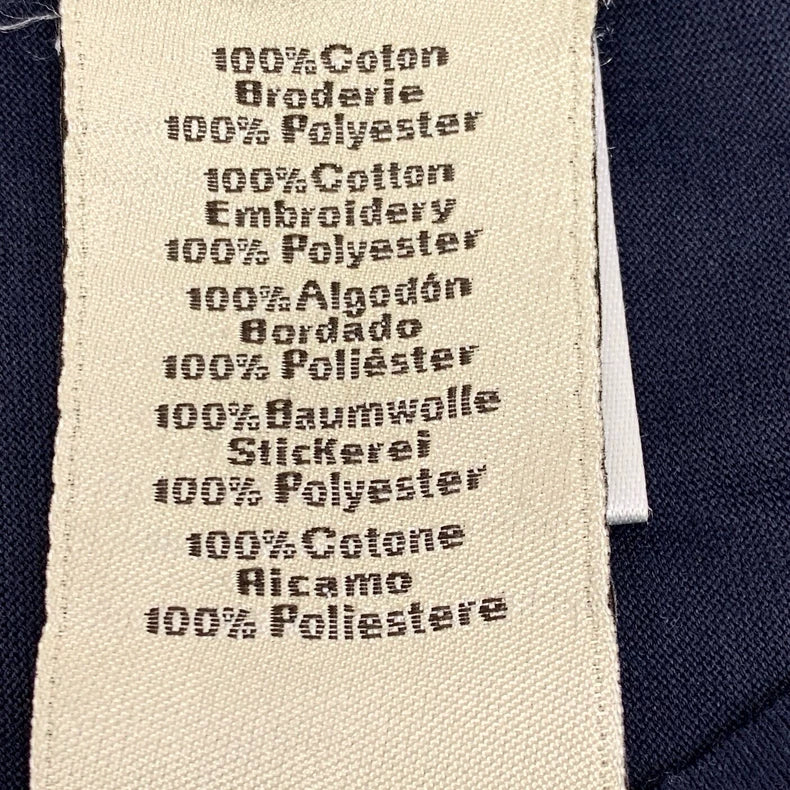 100% Coton
Broderie
100% Polyester
100% Cotton
Embroidery
100% Polyester
100% Algodón
Bordado
100% Poliéster
100% Baumwolle
Stickerei
100% Polyester
100% Cotone
Ricamo
100% Poliestere